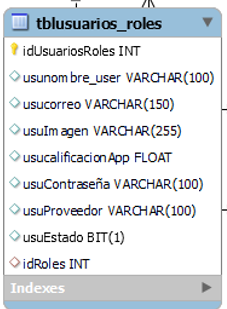 tblusuarios_roles
idUsuariosRoles INT
usunombre_user VARCHAR(100)
usucorreo VARCHAR(150)
usuImagen VARCHAR(255)
usucalificacionApp FLOAT
usuContraseña VARCHAR(100)
usuProveedor VARCHAR(100)
usuEstado BIT(1)
idRoles INT
Indexes